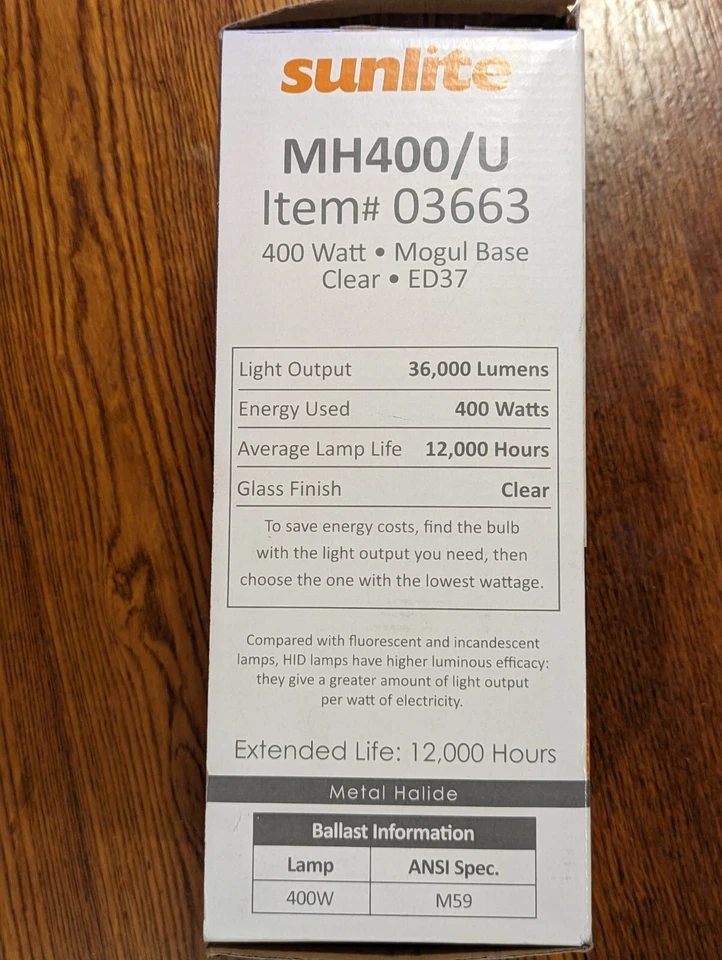 sunlite
MH400/U
Item# 03663
400 Watt • Mogul Base
Clear • ED37
Light Output 36,000 Lumens
Energy Used 400 Watts
Average Lamp Life 12,000 Hours
Glass Finish Clear
To save energy costs, find the bulb
with the light output you need, then
choose the one with the lowest wattage.
Compared with fluorescent and incandescent
lamps, HID lamps have higher luminous efficacy:
they give a greater amount of light output
per watt of electricity.
Extended Life: 12,000 Hours
Metal Halide
Ballast Information
Lamp ANSI Spec.
400W M59